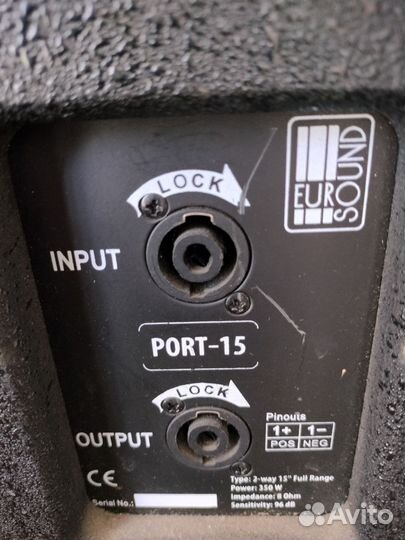 LOCK
EURO
SOUND
INPUT
PORT-15
LOCK
OUTPUT
Pinouts
1+ 1-
POS NEG
CE
Type: 2-way 15" Full Range
Power: 350 W
Impedance: 8 Ohm
Sensitivity: 96 dB
Serial No.:
Avito